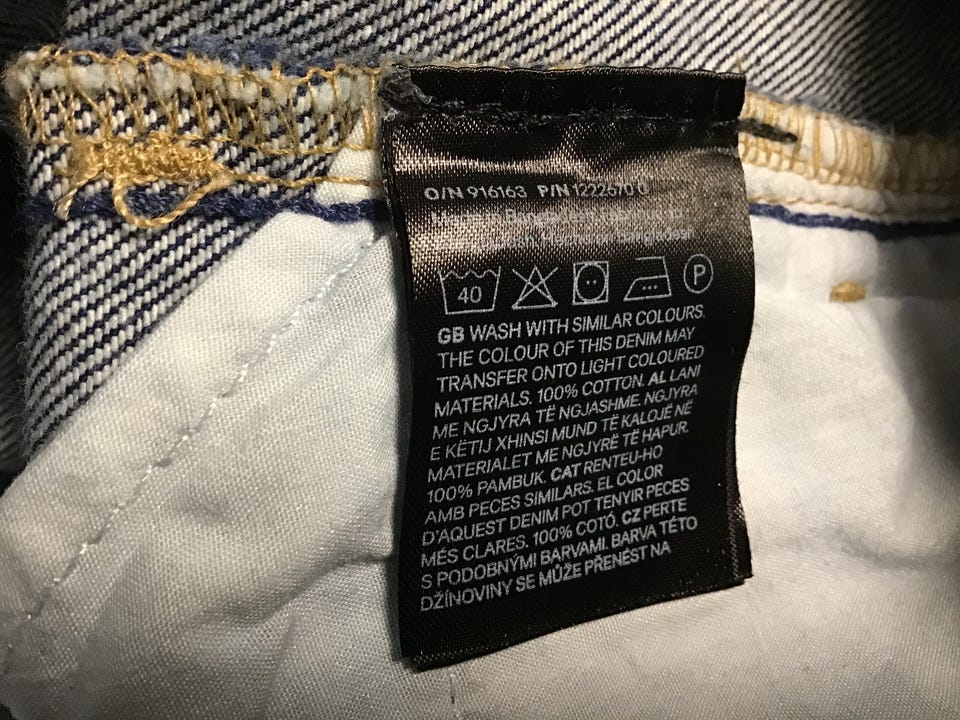 O/N 916163 P/N 1222670
40
P
GB WASH WITH SIMILAR COLOURS.
THE COLOUR OF THIS DENIM MAY
TRANSFER ONTO LIGHT COLOURED
MATERIALS. 100% COTTON. AL LANI
ME NGJYRA TË NGJASHME. NGJYRA
E KËTIJ XHINSI MUND TË KALOJË NË
MATERIALET ME NGJYRË TË HAPUR.
100% PAMBUK. CAT RENTEU-HO
AMB PECES SIMILARS. EL COLOR
D'AQUEST DENIM POT TENYIR PECES
MÉS CLARES. 100% COTÓ. CZ PERTE
S PODOBNÝMI BARVAMI. BARVA TÉTO
DŽÍNOVINY SE MŮŽE PŘENÉST NA